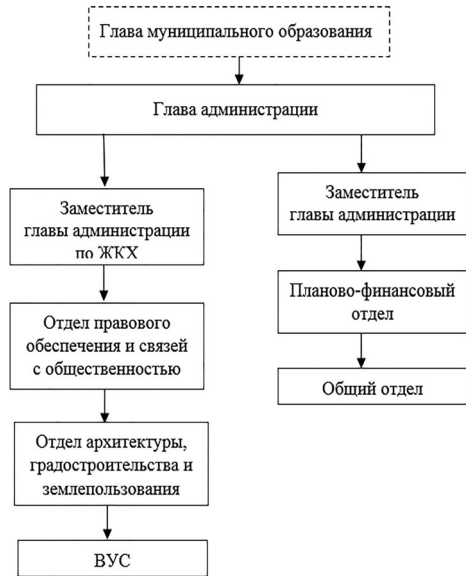 Глава муниципального образования
Глава администрации
Заместитель
главы администрации
по ЖКХ
Отдел правового
обеспечения и связей
с общественностью
Отдел архитектуры,
градостроительства и
землепользования
ВУС
Заместитель
главы администрации
Планово-финансовый
отдел
Общий отдел